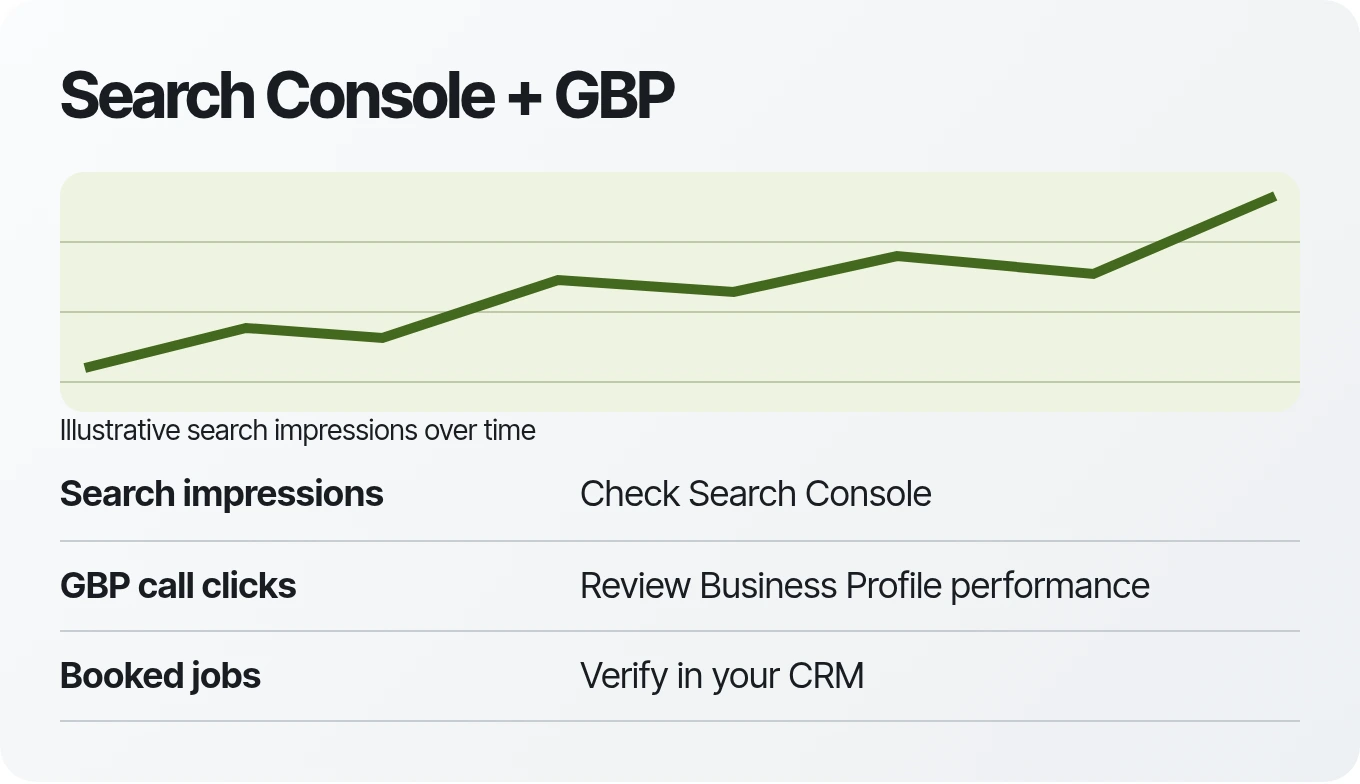 Search Console + GBP
Illustrative search impressions over time
Search impressions Check Search Console
GBP call clicks Review Business Profile performance
Booked jobs Verify in your CRM